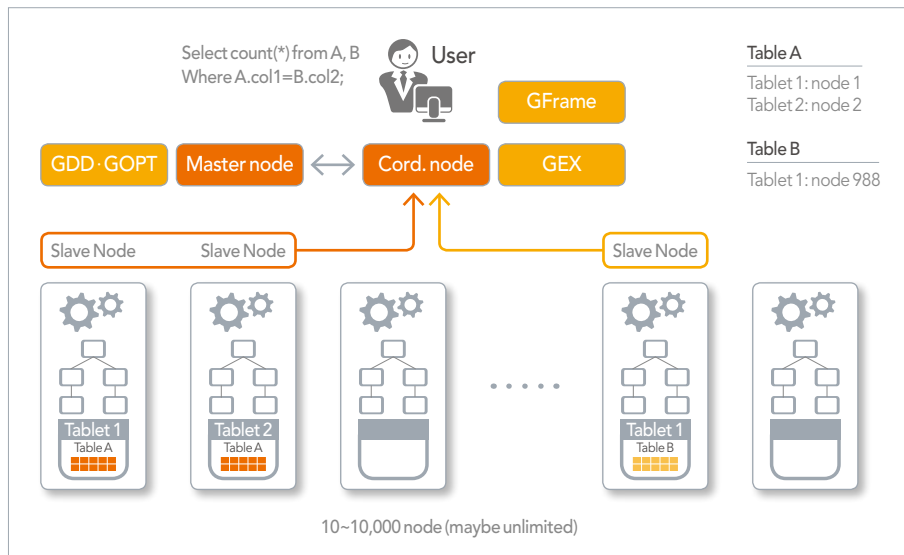 Select count(*) from A, B
Where A.col1=B.col2;
User
GFrame
Table A
Tablet 1: node 1
Tablet 2: node 2
GDD·GOPT
Master node
Cord. node
GEX
Table B
Tablet 1: node 988
Slave Node
Slave Node
Slave Node
Tablet 1
Table A
Tablet 2
Table A
Tablet 1
Table B
10~10,000 node (maybe unlimited)